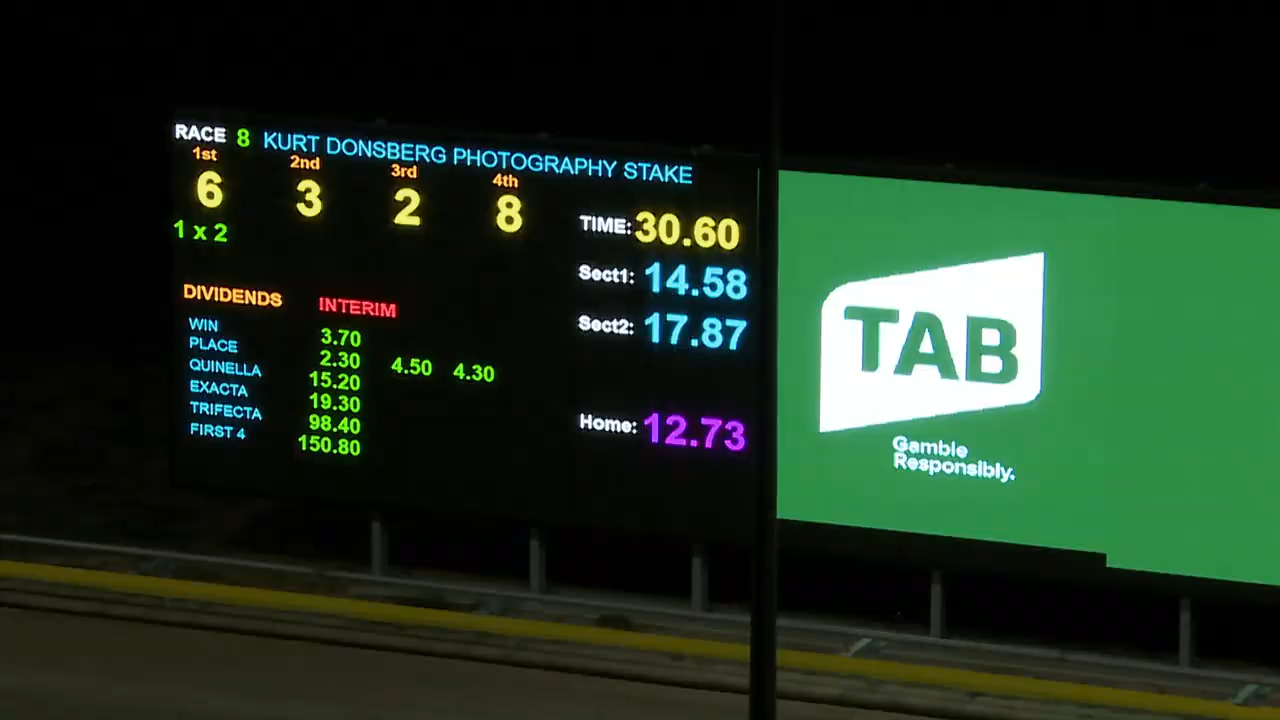 RACE 8 KURT DONSBERG PHOTOGRAPHY STAKE
1st 2nd 3rd 4th
6 3 2 8
1 x 2
TIME: 30.60
Sect1: 14.58
Sect2: 17.87
Home: 12.73
DIVIDENDS INTERIM
WIN 3.70
PLACE 2.30 4.50 4.30
QUINELLA 15.20
EXACTA 19.30
TRIFECTA 98.40
FIRST 4 150.80
TAB
Gamble
Responsibly.